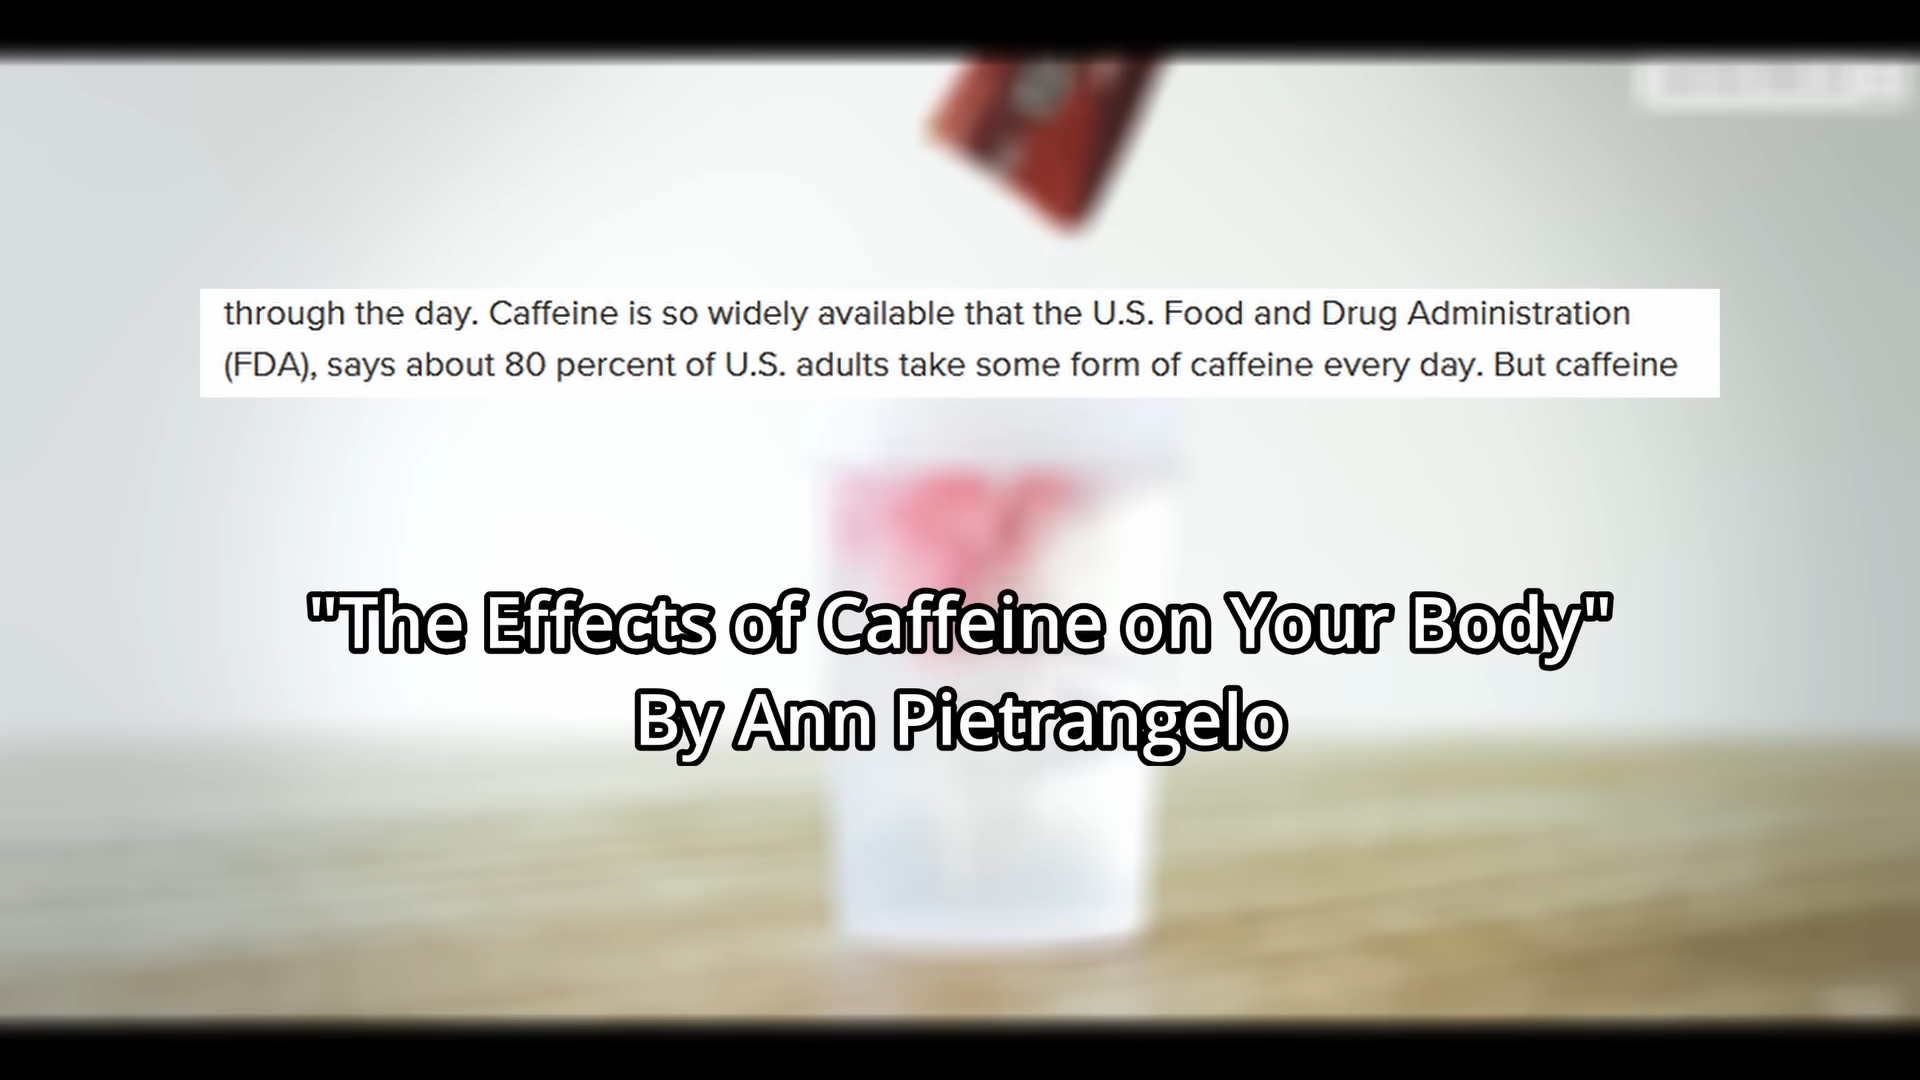 through the day. Caffeine is so widely available that the U.S. Food and Drug Administration
(FDA), says about 80 percent of U.S. adults take some form of caffeine every day. But caffeine
"The Effects of Caffeine on Your Body"
By Ann Pietrangelo